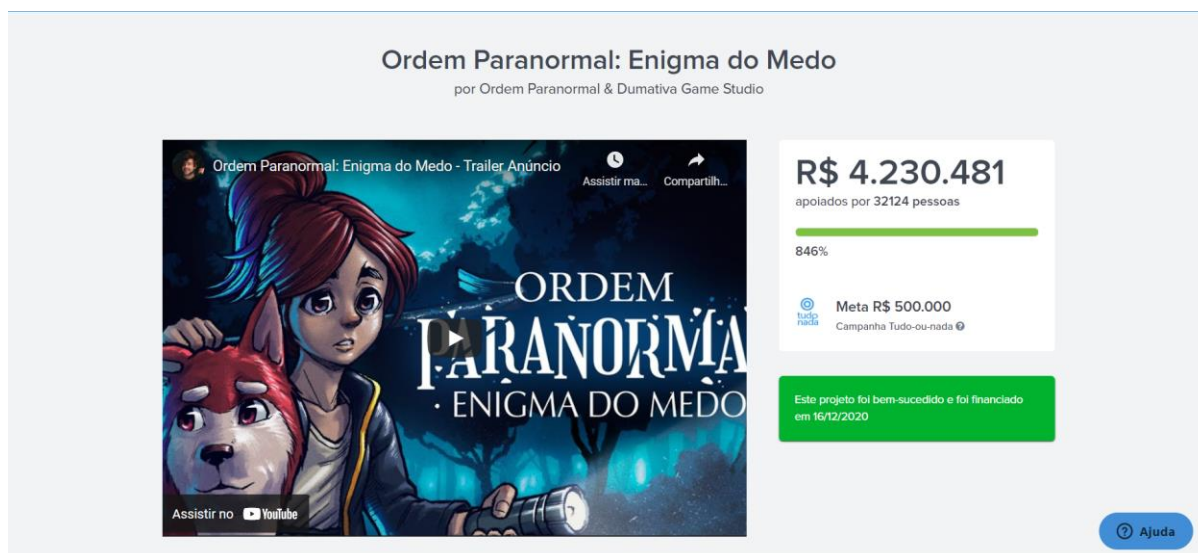 Ordem Paranormal: Enigma do Medo
por Ordem Paranormal & Dumativa Game Studio
Ordem Paranormal: Enigma do Medo - Trailer Anúncio
Assistir ma...
Compartilh...
ORDEM
PARANORMA
· ENIGMA DO MEDO
Assistir no YouTube
R$ 4.230.481
apoiados por 32124 pessoas
846%
tudo
nada
Meta R$ 500.000
Campanha Tudo-ou-nada
Este projeto foi bem-sucedido e foi financiado
em 16/12/2020
Ajuda